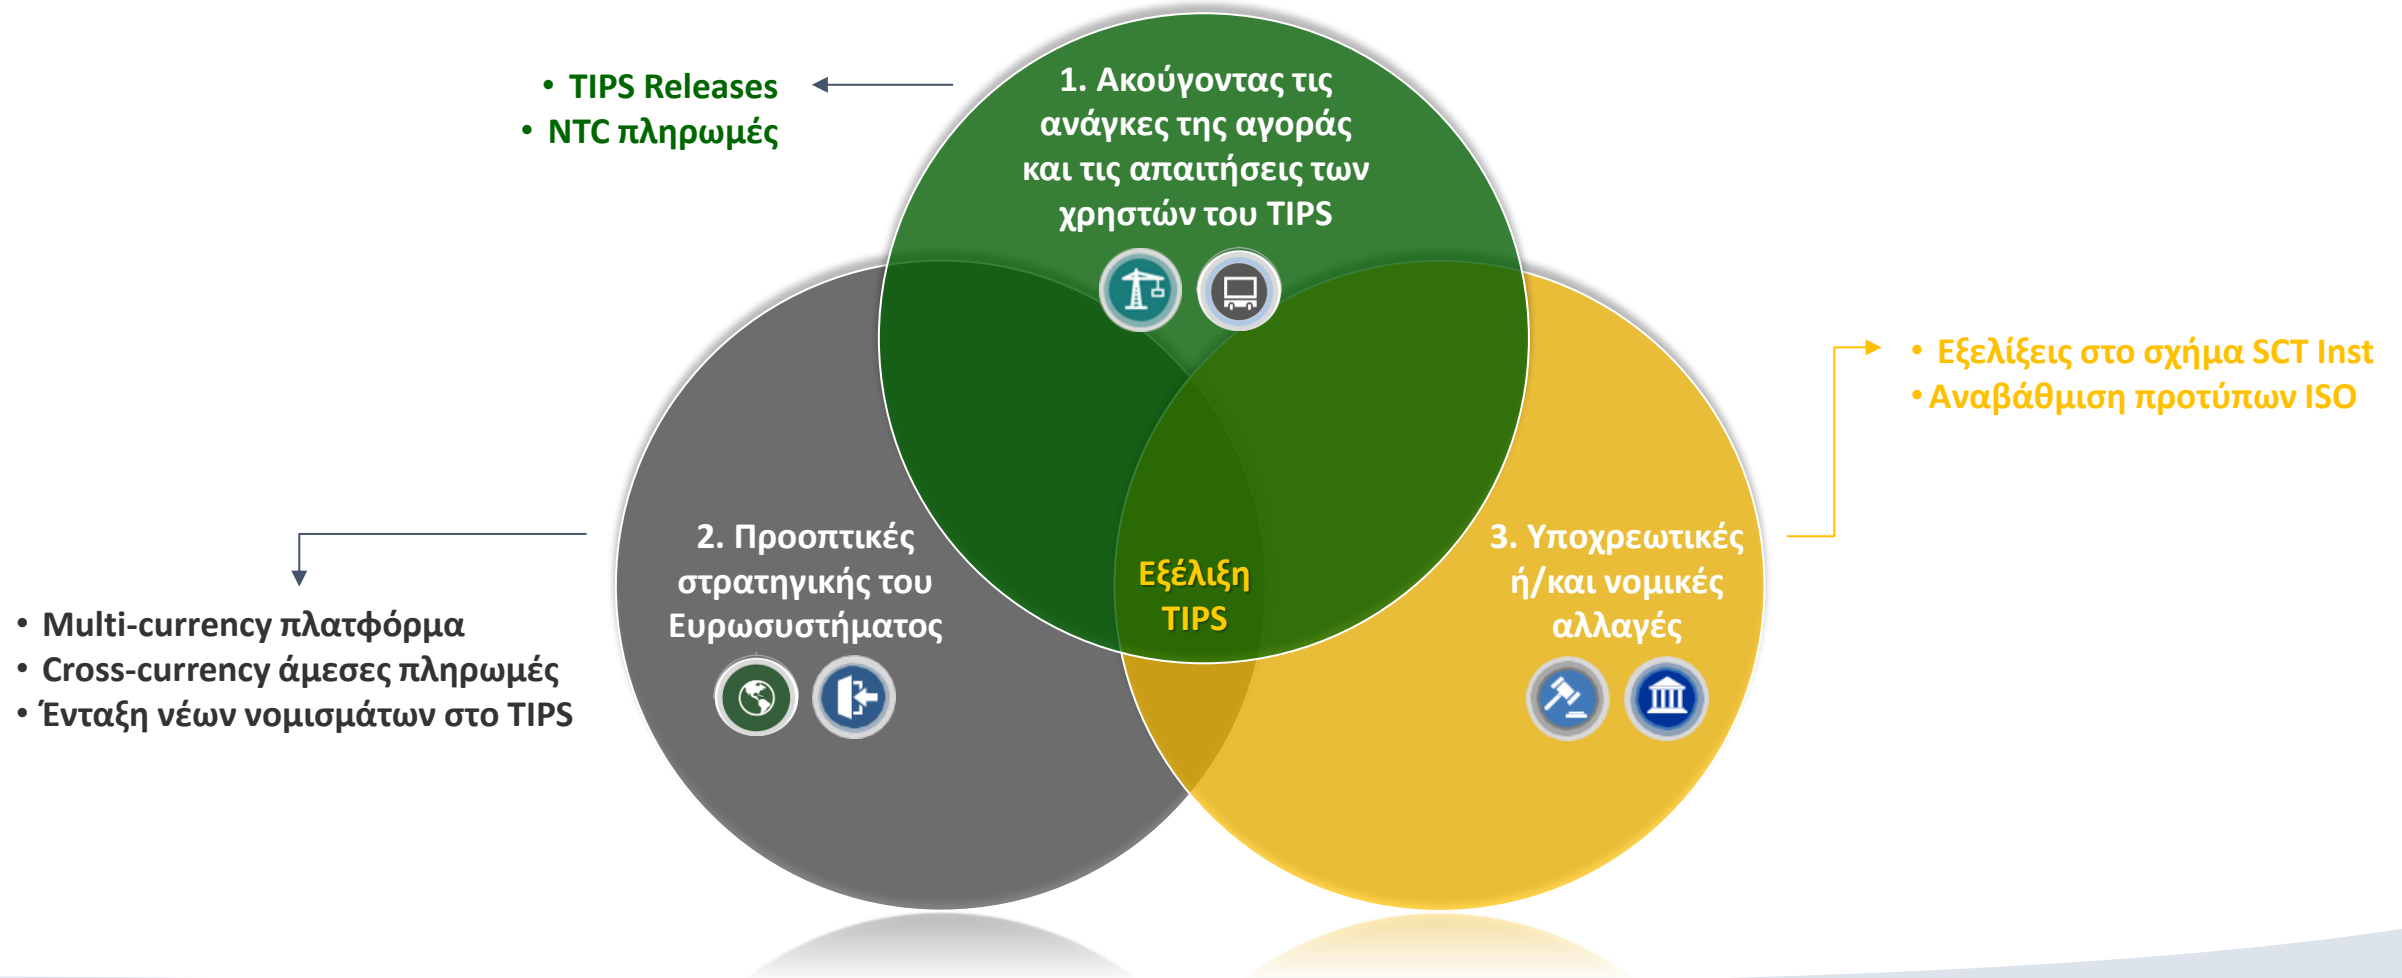 • TIPS Releases
• NTC πληρωμές
1. Ακούγοντας τις
ανάγκες της αγοράς
και τις απαιτήσεις των
χρηστών του TIPS
• Εξελίξεις στο σχήμα SCT Inst
• Αναβάθμιση προτύπων ISO
2. Προοπτικές
στρατηγικής του
Ευρωσυστήματος
Εξέλιξη
TIPS
3. Υποχρεωτικές
ή/και νομικές
αλλαγές
• Multi-currency πλατφόρμα
• Cross-currency άμεσες πληρωμές
• Ένταξη νέων νομισμάτων στο TIPS